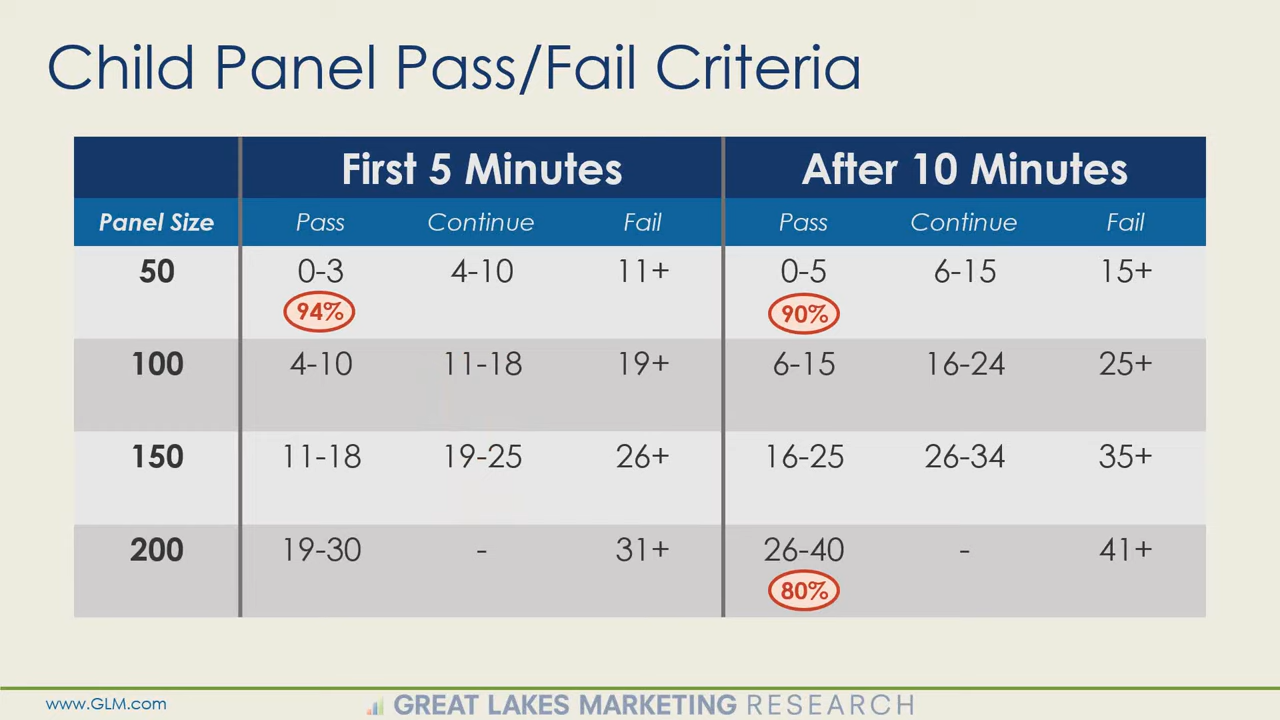 Child Panel Pass/Fail Criteria
First 5 Minutes After 10 Minutes
Panel Size Pass Continue Fail Pass Continue Fail
50 0-3 4-10 11+ 0-5 6-15 15+
94% 90%
100 4-10 11-18 19+ 6-15 16-24 25+
150 11-18 19-25 26+ 16-25 26-34 35+
200 19-30 - 31+ 26-40 - 41+
80%
www.GLM.com GREAT LAKES MARKETING RESEARCH